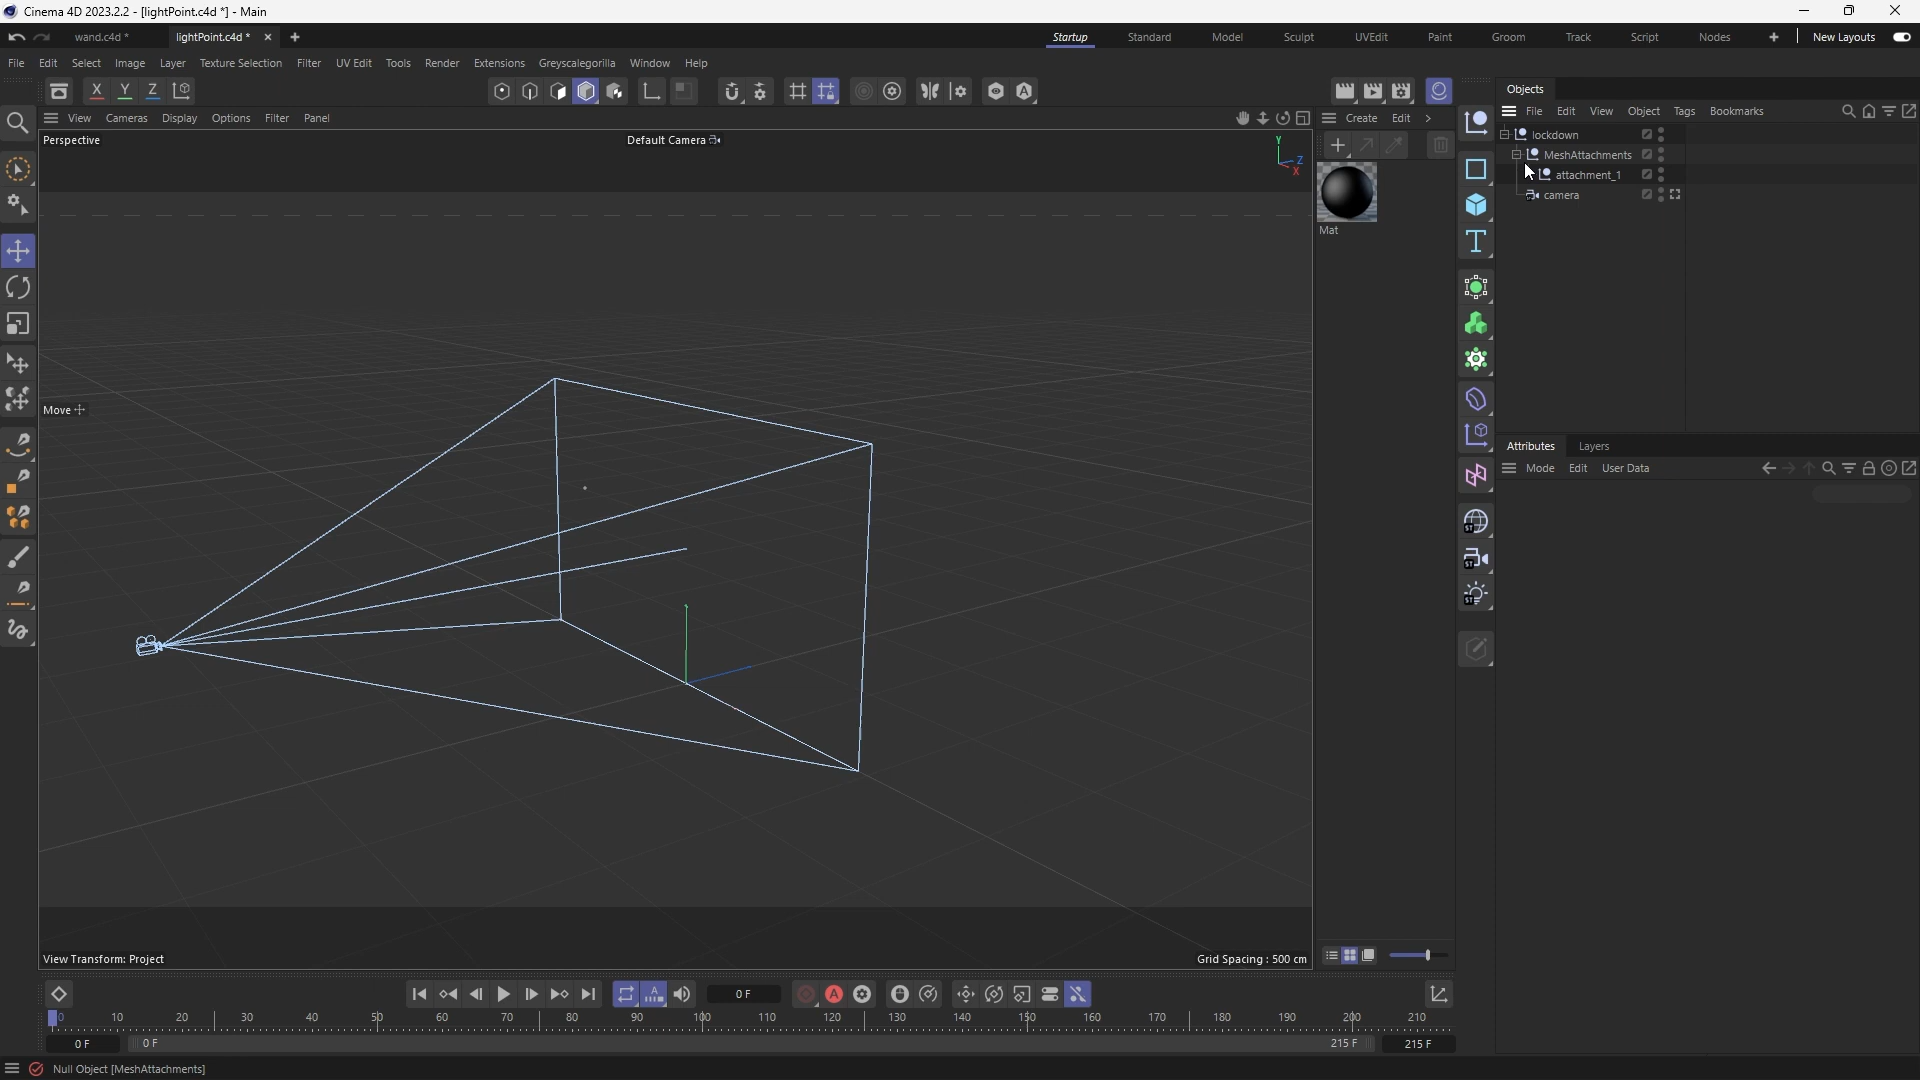 Cinema 4D 2023.2.2 - [lightPoint.c4d *] - Main
wand.c4d *
lightPoint.c4d *
Startup
Standard
Model
Sculpt
UVEdit
Paint
Groom
Track
Script
Nodes
New Layouts
File Edit Select Image Layer Texture Selection Filter UV Edit Tools Render Extensions Greyscalegorilla Window Help
X Y Z
Objects
View Cameras Display Options Filter Panel
Create Edit
File Edit View Object Tags Bookmarks
Perspective
Default Camera
Y
Z
X
lockdown
MeshAttachments
attachment_1
camera
Mat
Move
Attributes Layers
Mode Edit User Data
View Transform: Project
Grid Spacing : 500 cm
0 F
0 10 20 30 40 50 60 70 80 90 100 110 120 130 140 150 160 170 180 190 200 210
0 F
0 F
215 F
215 F
Null Object [MeshAttachments]